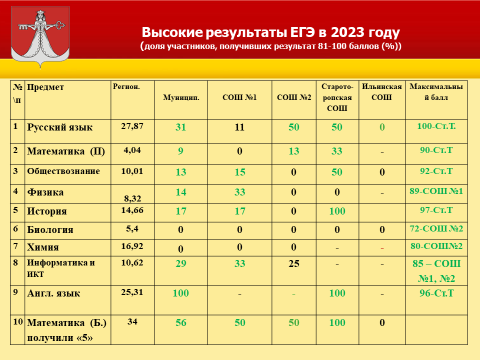 Высокие результаты ЕГЭ в 2023 году
(доля участников, получивших результат 81-100 баллов (%))
№ \п Предмет Регион. Муницип. СОШ №1 СОШ №2 Старото-ропская СОШ Ильинская СОШ Максимальный балл
1 Русский язык 27,87 31 11 50 50 0 100-Ст.Т.
2 Математика (П) 4,04 9 0 13 33 - 90-Ст.Т
3 Обществознание 10,01 13 15 0 50 0 92-Ст.Т
4 Физика 8,32 14 33 0 0 - 89-СОШ №1
5 История 14,66 17 17 0 100 97-Ст.Т
6 Биология 5,4 0 0 0 0 0 72-СОШ №2
7 Химия 16,92 0 0 0 - - 80-СОШ №2
8 Информатика и ИКТ 10,62 29 33 25 - - 85 – СОШ №1, №2
9 Англ. язык 25,31 100 - - 100 - 96-Ст.Т
10 Математика (Б.) получили «5» 34 56 50 50 100 0